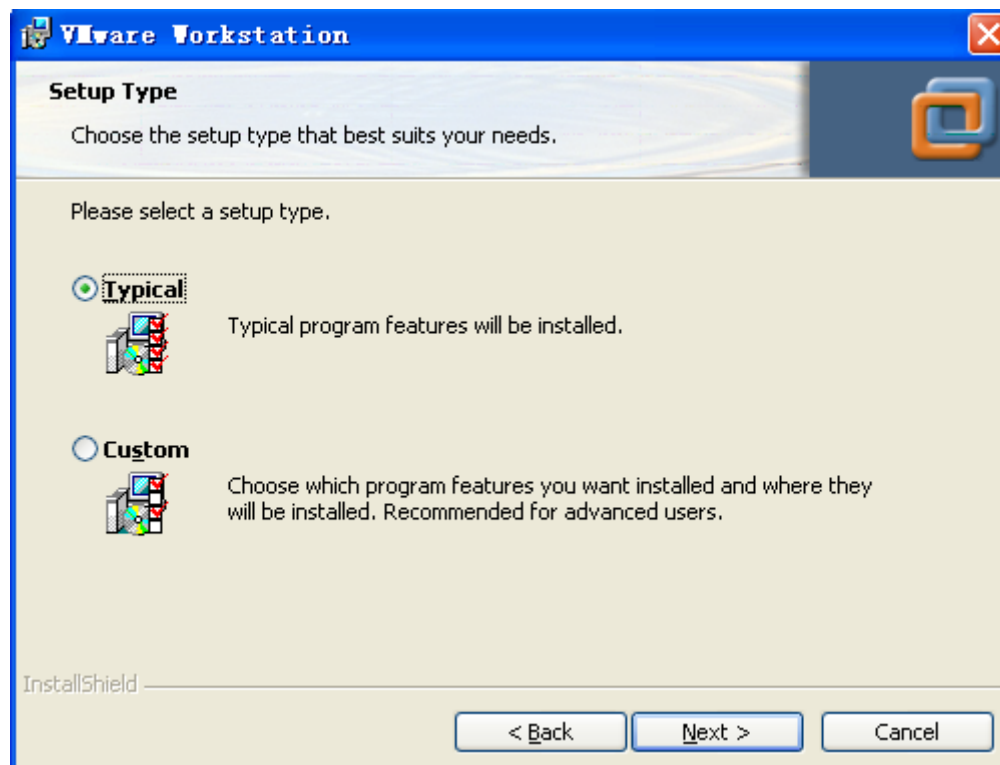 VMware Workstation
Setup Type
Choose the setup type that best suits your needs.
Please select a setup type.
Typical
Typical program features will be installed.
Custom
Choose which program features you want installed and where they
will be installed. Recommended for advanced users.
InstallShield
< Back
Next >
Cancel